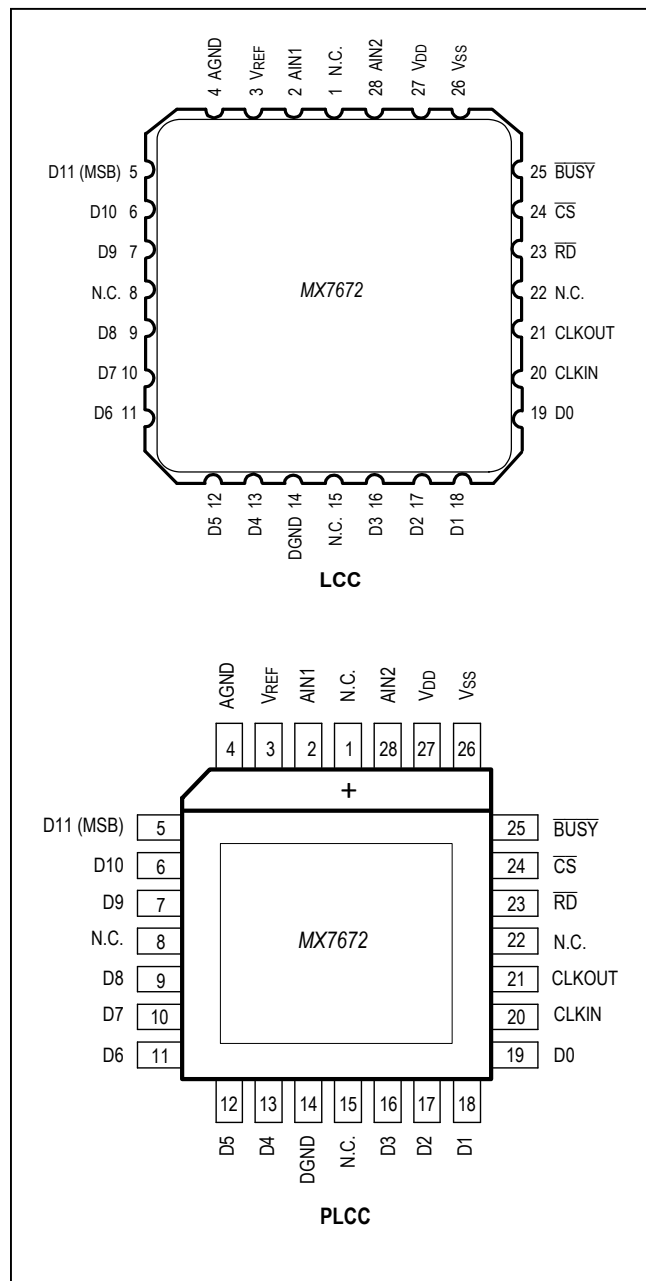 4 AGND
3 VREF
2 AIN1
1 N.C.
28 AIN2
27 VDD
26 VSS
D11 (MSB) 5
D10 6
D9 7
N.C. 8
D8 9
D7 10
D6 11
MX7672
25 BUSY
24 CS
23 RD
22 N.C.
21 CLKOUT
20 CLKIN
19 D0
D5 12
D4 13
DGND 14
N.C. 15
D3 16
D2 17
D1 18
LCC
AGND
VREF
AIN1
N.C.
AIN2
VDD
VSS
4 3 2 1 28 27 26
+
D11 (MSB) 5
D10 6
D9 7
N.C. 8
D8 9
D7 10
D6 11
MX7672
25 BUSY
24 CS
23 RD
22 N.C.
21 CLKOUT
20 CLKIN
19 D0
12 13 14 15 16 17 18
D5
D4
DGND
N.C.
D3
D2
D1
PLCC